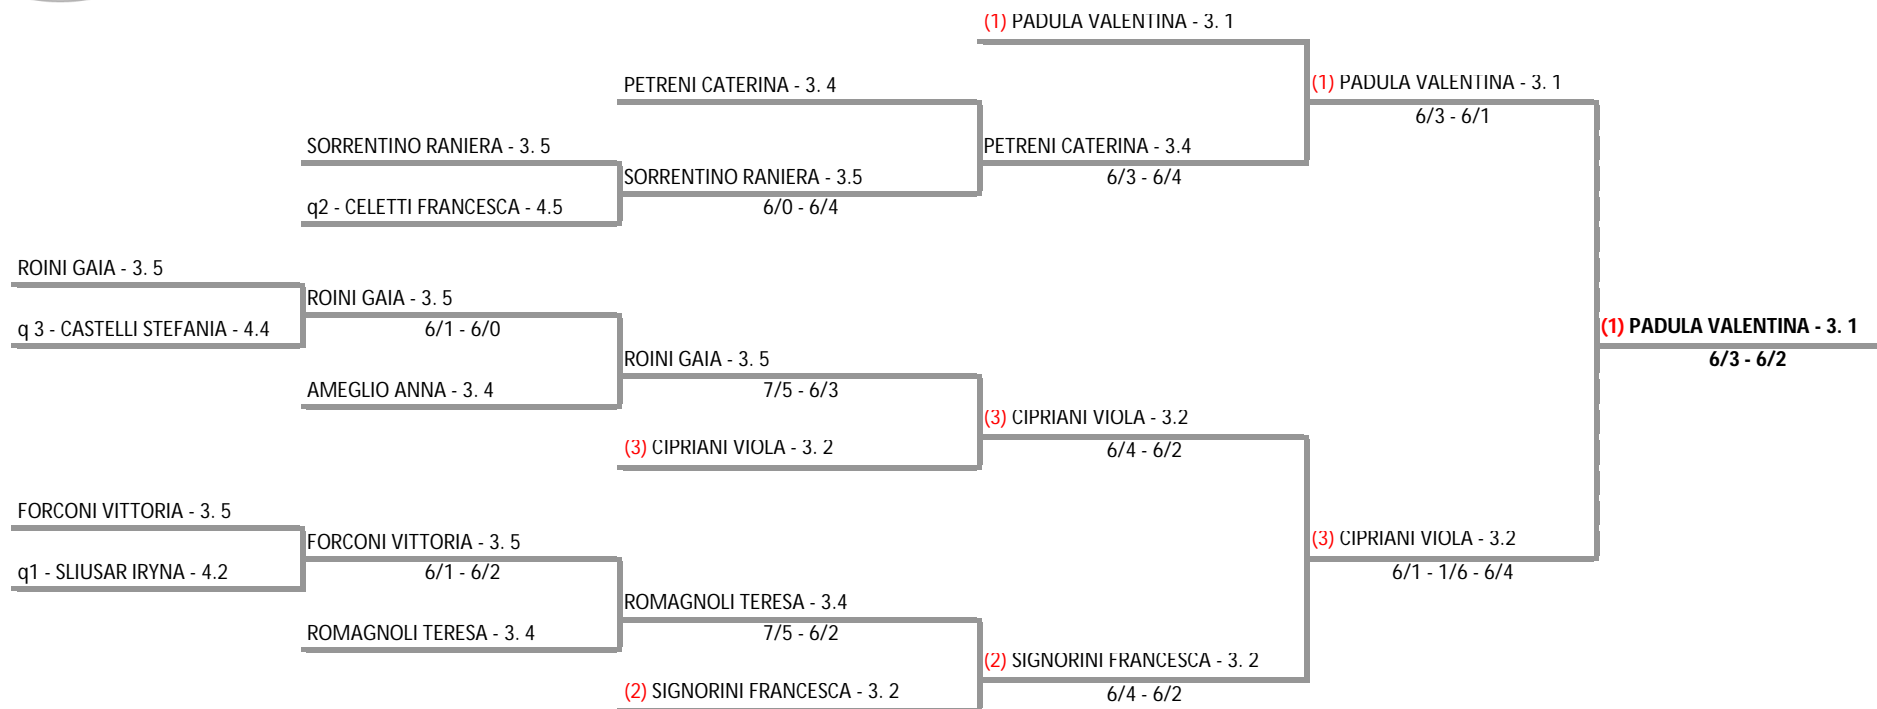 (1) PADULA VALENTINA - 3. 1
PETRENI CATERINA - 3. 4
(1) PADULA VALENTINA - 3. 1
6/3 - 6/1
SORRENTINO RANIERA - 3. 5
PETRENI CATERINA - 3.4
SORRENTINO RANIERA - 3.5
6/3 - 6/4
q2 - CELETTI FRANCESCA - 4.5
6/0 - 6/4
ROINI GAIA - 3. 5
ROINI GAIA - 3. 5
q 3 - CASTELLI STEFANIA - 4.4
6/1 - 6/0
(1) PADULA VALENTINA - 3. 1
6/3 - 6/2
ROINI GAIA - 3. 5
AMEGLIO ANNA - 3. 4
7/5 - 6/3
(3) CIPRIANI VIOLA - 3.2
(3) CIPRIANI VIOLA - 3. 2
6/4 - 6/2
FORCONI VITTORIA - 3. 5
FORCONI VITTORIA - 3. 5
(3) CIPRIANI VIOLA - 3.2
q1 - SLIUSAR IRYNA - 4.2
6/1 - 6/2
6/1 - 1/6 - 6/4
ROMAGNOLI TERESA - 3.4
ROMAGNOLI TERESA - 3. 4
7/5 - 6/2
(2) SIGNORINI FRANCESCA - 3. 2
(2) SIGNORINI FRANCESCA - 3. 2
6/4 - 6/2